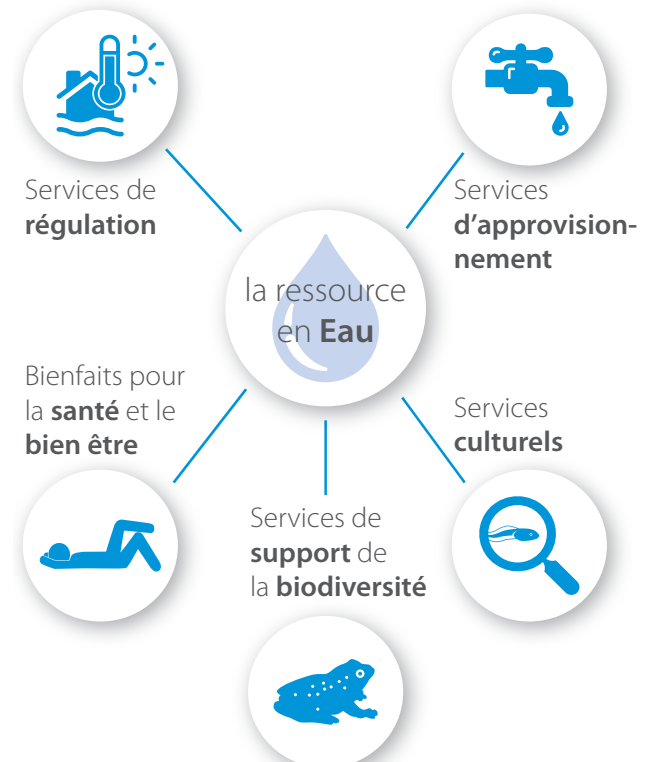 Services de
régulation
Services
d’approvision-
nement
la ressource
en Eau
Bienfaits pour
la santé et le
bien être
Services
culturels
Services de
support de
la biodiversité